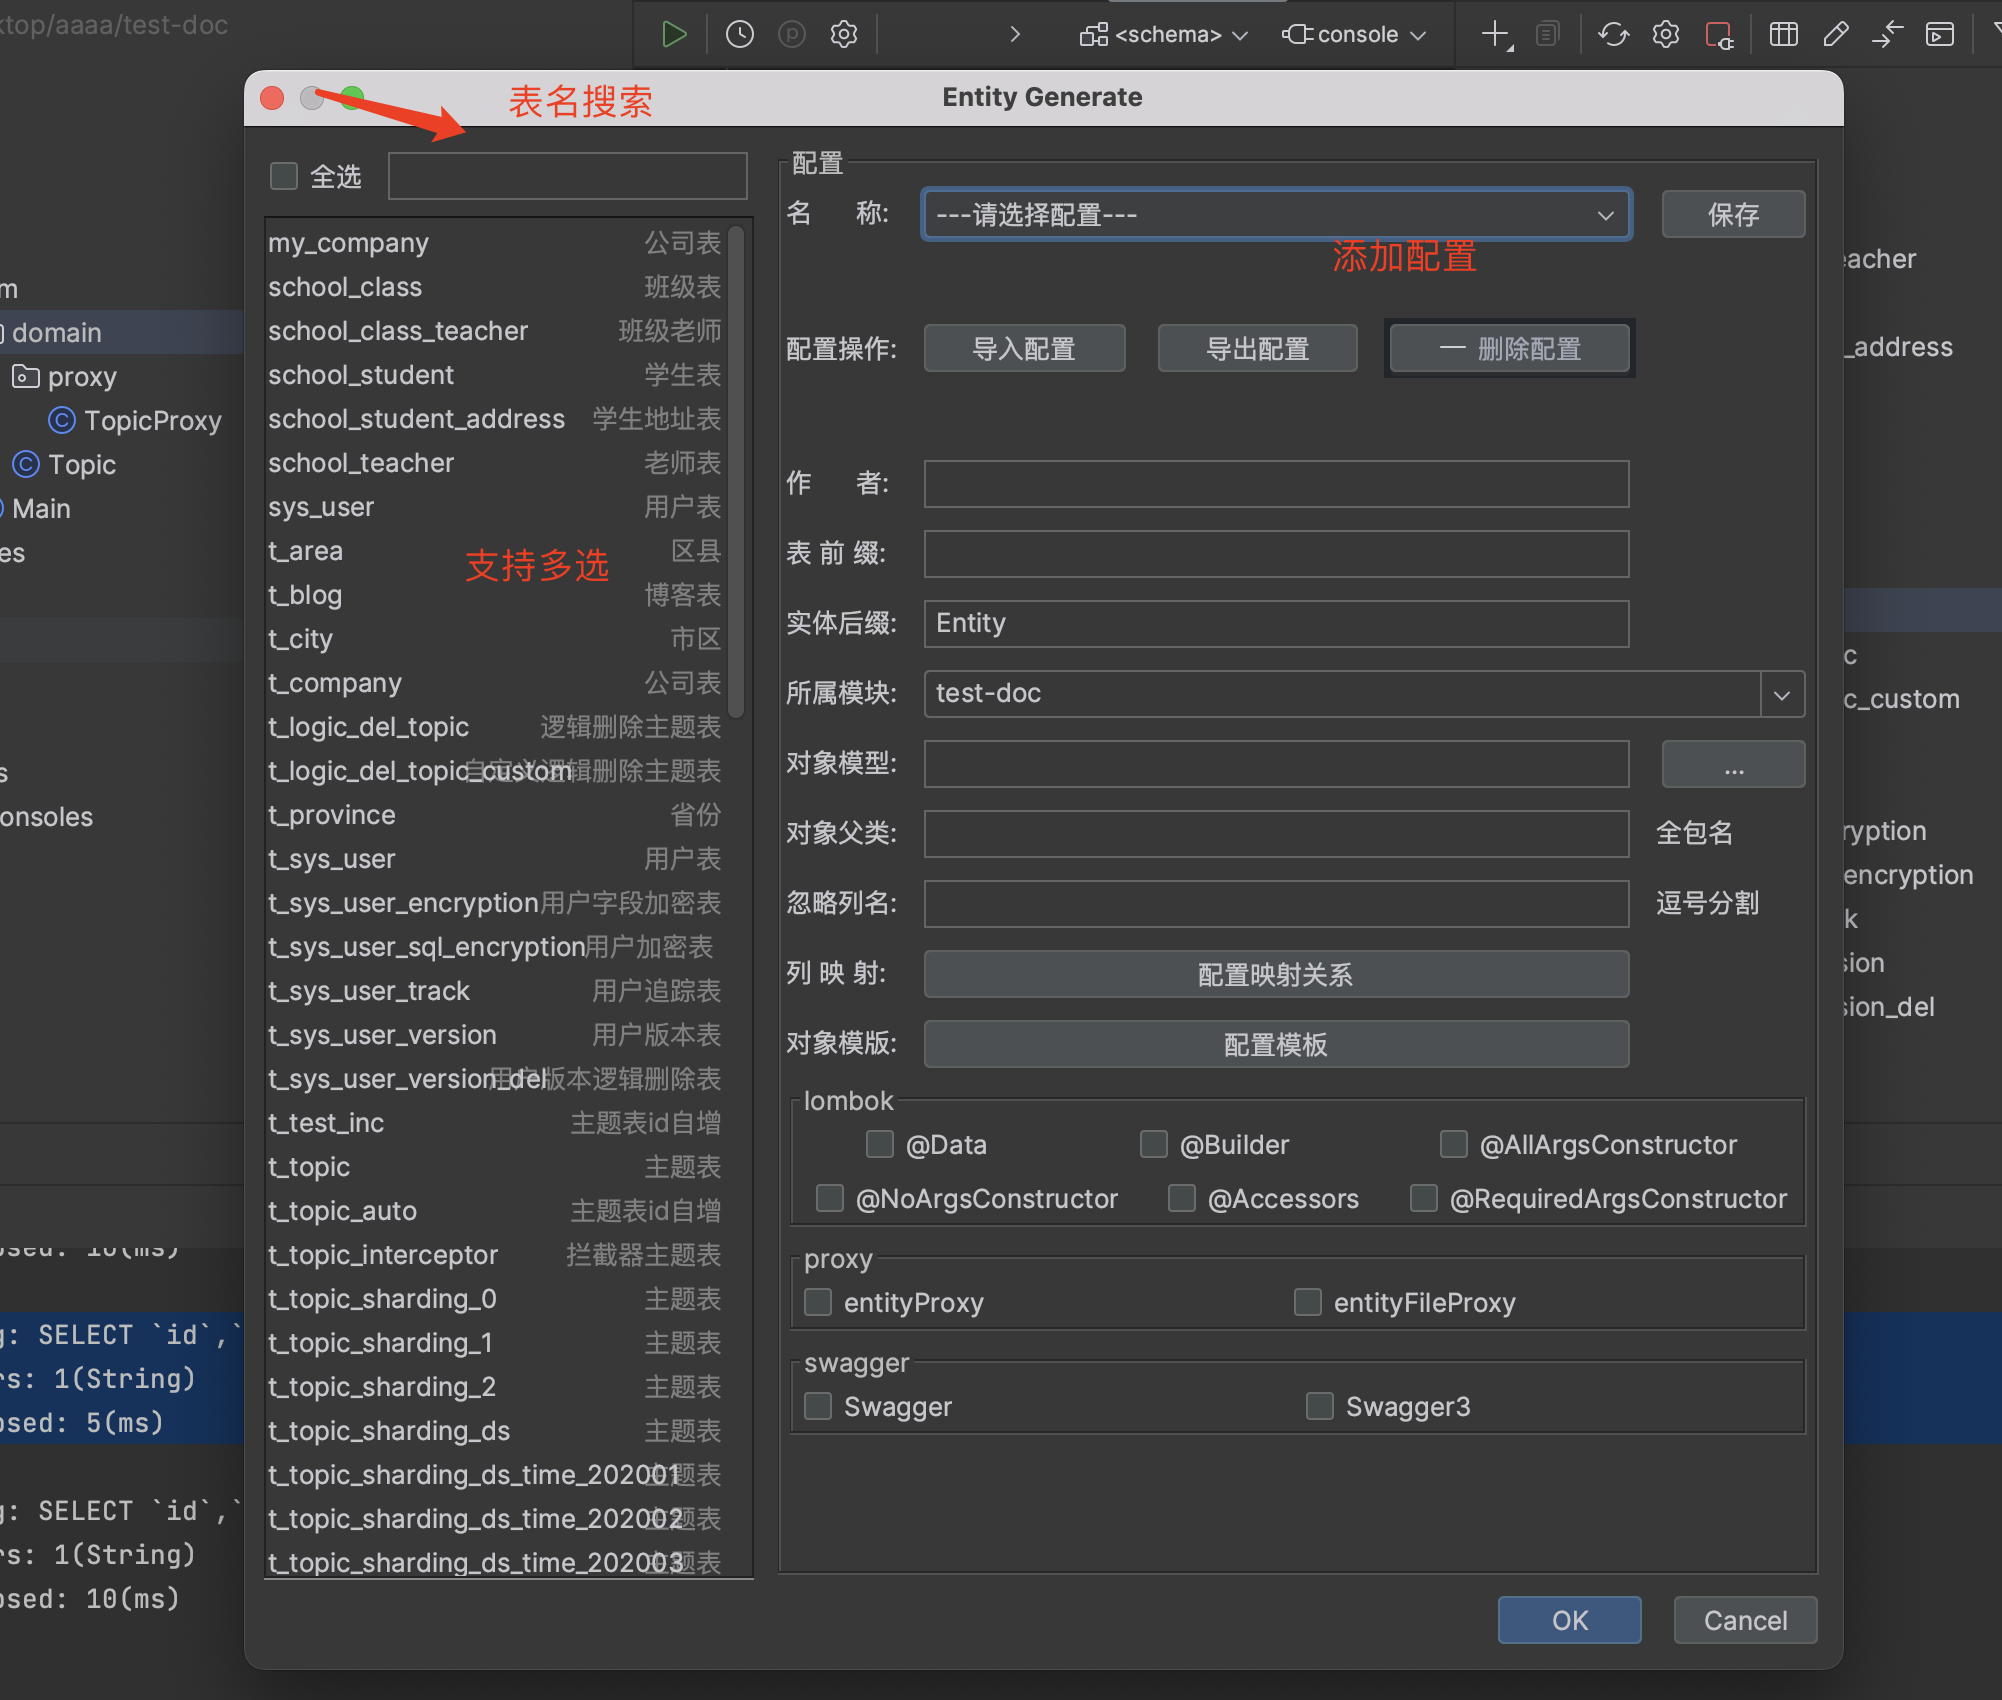 ktop/aaaa/test-doc
<schema>
console
表名搜索
Entity Generate
全选
my_company 公司表
school_class 班级表
school_class_teacher 班级老师
school_student 学生表
school_student_address 学生地址表
school_teacher 老师表
sys_user 用户表
t_area 区县
支持多选
t_blog 博客表
t_city 市区
t_company 公司表
t_logic_del_topic 逻辑删除主题表
t_logic_del_topic_custom 自定义逻辑删除主题表
t_province 省份
t_sys_user 用户表
t_sys_user_encryption 用户字段加密表
t_sys_user_sql_encryption 用户加密表
t_sys_user_track 用户追踪表
t_sys_user_version 用户版本表
t_sys_user_version_del 用户版本逻辑删除表
t_test_inc 主题表id自增
t_topic 主题表
t_topic_auto 主题表id自增
t_topic_interceptor 拦截器主题表
t_topic_sharding_0 主题表
t_topic_sharding_1 主题表
t_topic_sharding_2 主题表
t_topic_sharding_ds 主题表
t_topic_sharding_ds_time_202001 主题表
t_topic_sharding_ds_time_202002 主题表
t_topic_sharding_ds_time_202003 主题表
配置
名 称: ---请选择配置--- 保存
添加配置
配置操作: 导入配置 导出配置 一 删除配置
作 者:
表 前 缀:
实体后缀: Entity
所属模块: test-doc
对象模型: ...
对象父类: 全包名
忽略列名: 逗号分割
列 映 射: 配置映射关系
对象模版: 配置模板
lombok
@Data @Builder @AllArgsConstructor
@NoArgsConstructor @Accessors @RequiredArgsConstructor
proxy
entityProxy entityFileProxy
swagger
Swagger Swagger3
OK Cancel
m
domain
proxy
TopicProxy
Topic
Main
es
s
onsoles
osed: 10(ms)
g: SELECT `id`,`
rs: 1(String)
osed: 5(ms)
g: SELECT `id`,`
rs: 1(String)
osed: 10(ms)
eacher
_address
c
c_custom
ryption
encryption
k
sion
sion_del